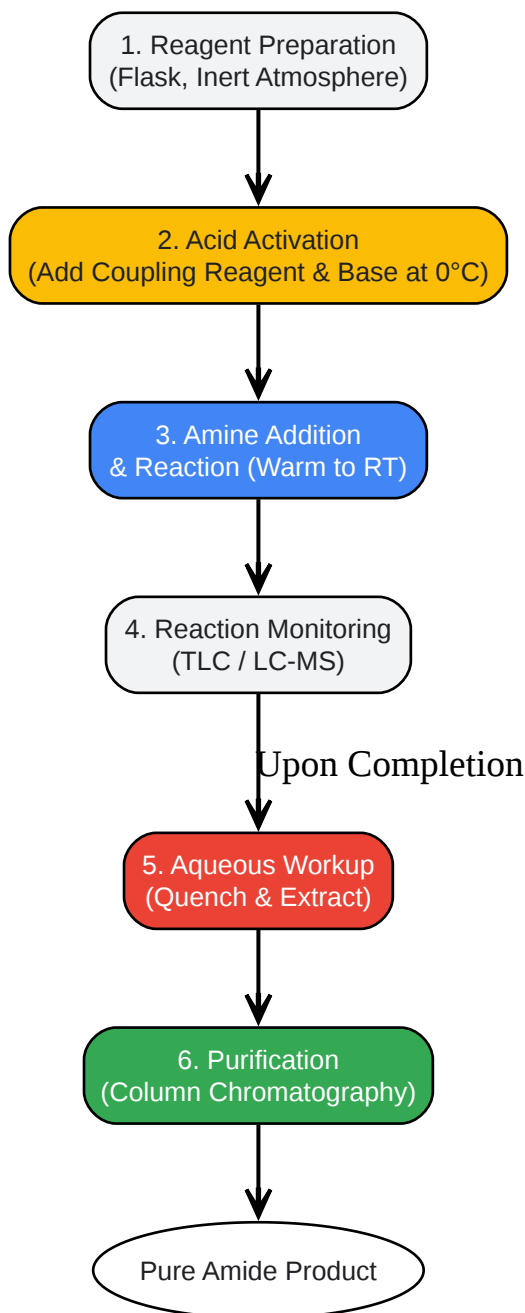 1. Reagent Preparation
(Flask, Inert Atmosphere)
2. Acid Activation
(Add Coupling Reagent & Base at 0°C)
3. Amine Addition
& Reaction (Warm to RT)
4. Reaction Monitoring
(TLC / LC-MS)
Upon Completion
5. Aqueous Workup
(Quench & Extract)
6. Purification
(Column Chromatography)
Pure Amide Product